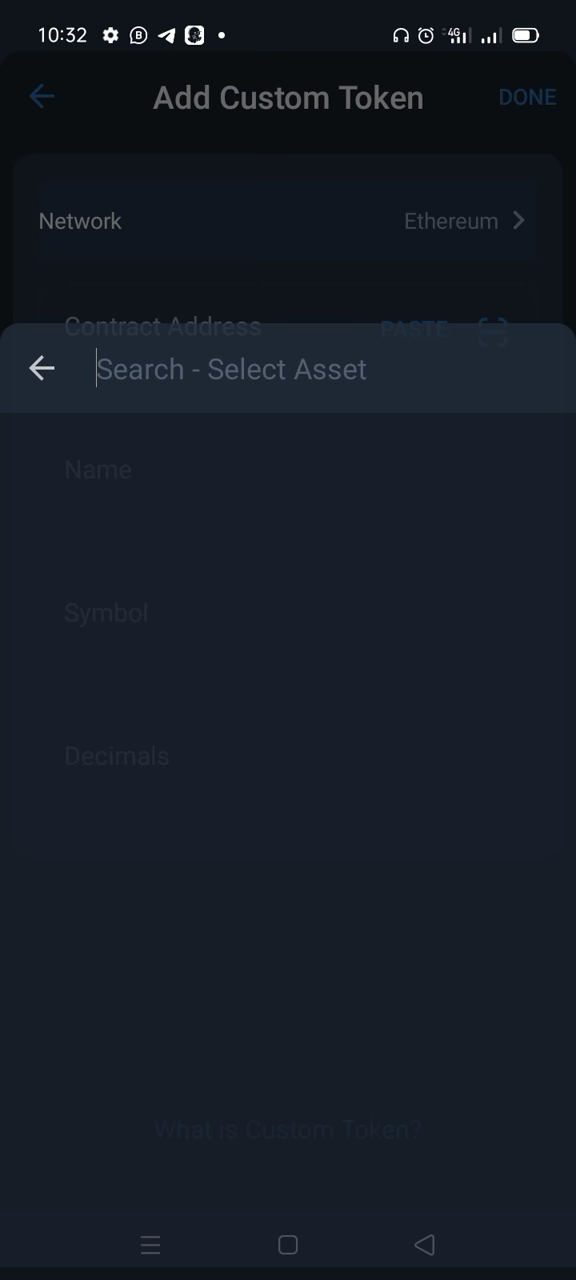 10:32
4G
Add Custom Token
DONE
Network
Ethereum
Contract Address
PASTE
Search - Select Asset
Name
Symbol
Decimals
What is Custom Token?